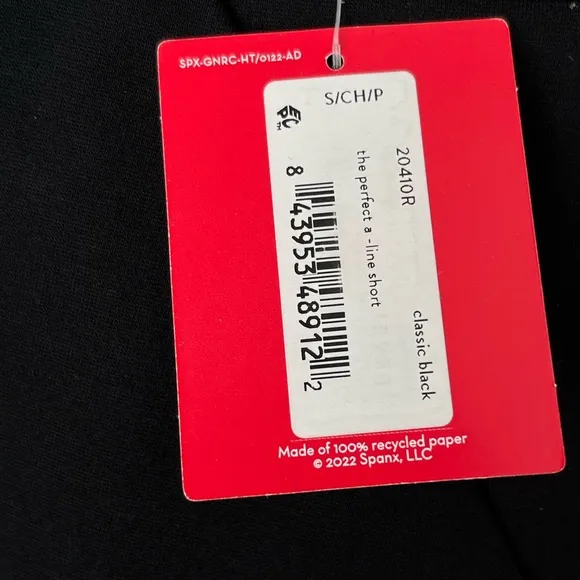 SPX-GNRC-HT/0122-AD
S/CH/P
20410R
classic black
the perfect a -line short
8 43953 48912 2
Made of 100% recycled paper
© 2022 Spanx, LLC